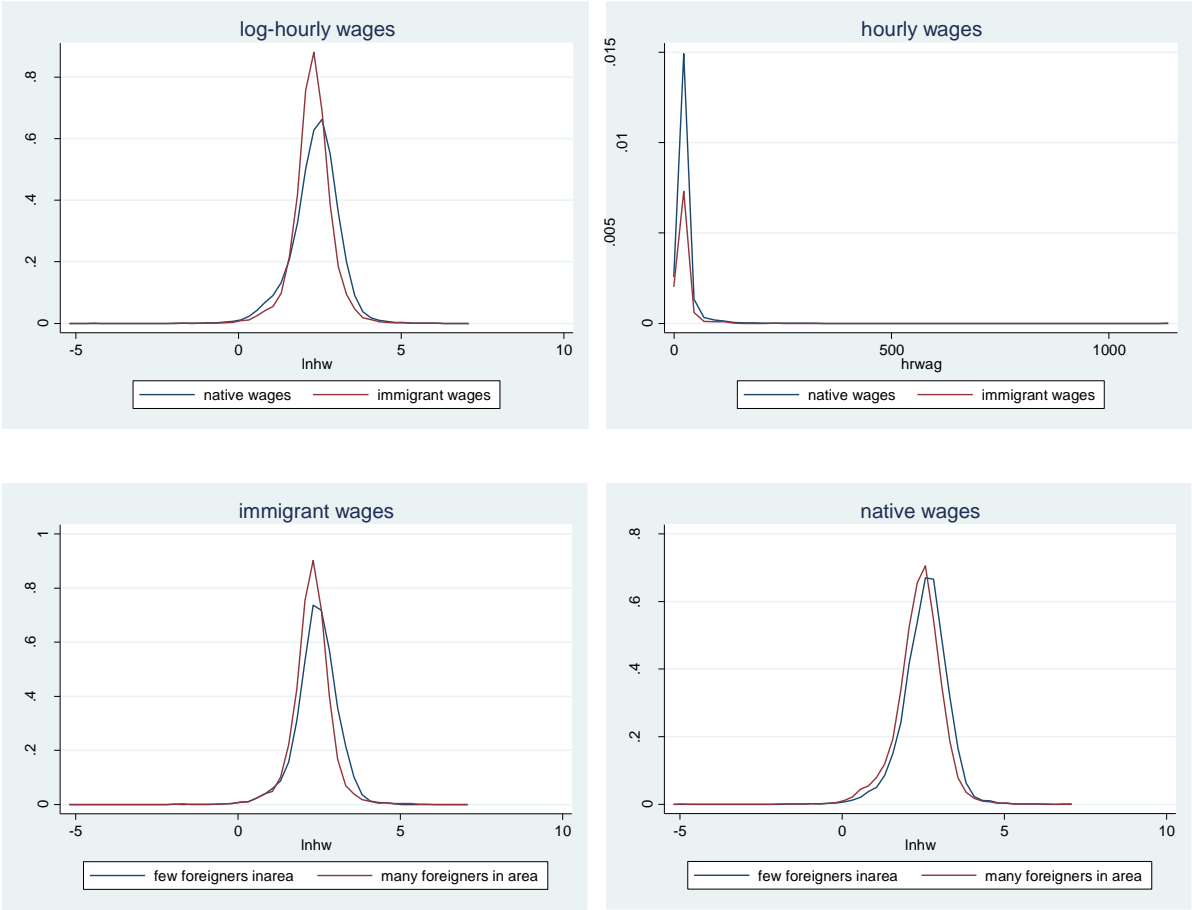 log-hourly wages
.8
.6
.4
.2
0
-5 0 5 10
lnhw
native wages immigrant wages
hourly wages
.015
.01
.005
0
0 500 1000
hrwag
native wages immigrant wages
immigrant wages
1
.8
.6
.4
.2
0
-5 0 5 10
lnhw
few foreigners inarea many foreigners in area
native wages
.8
.6
.4
.2
0
-5 0 5 10
lnhw
few foreigners inarea many foreigners in area